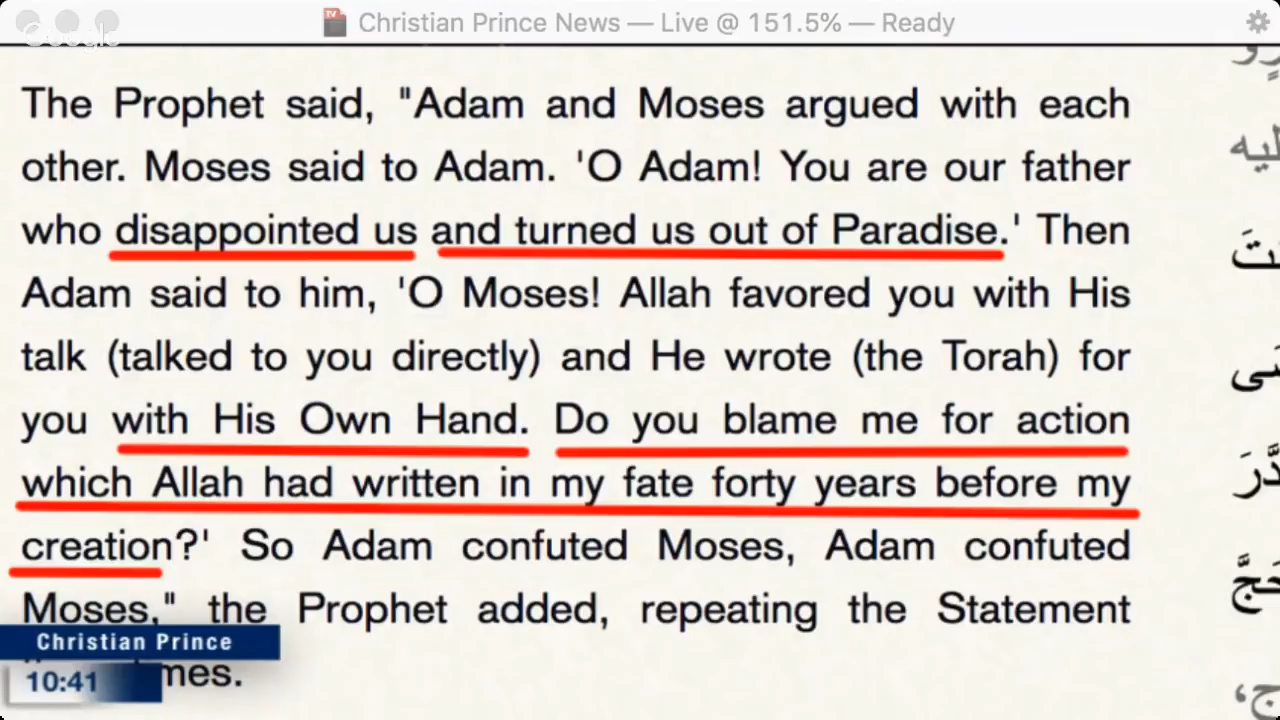 Christian Prince News — Live @ 151.5% — Ready
Google
The Prophet said, "Adam and Moses argued with each
other. Moses said to Adam. 'O Adam! You are our father
who disappointed us and turned us out of Paradise.' Then
Adam said to him, 'O Moses! Allah favored you with His
talk (talked to you directly) and He wrote (the Torah) for
you with His Own Hand. Do you blame me for action
which Allah had written in my fate forty years before my
creation?' So Adam confuted Moses, Adam confuted
Moses," the Prophet added, repeating the Statement
Christian Prince
10:41